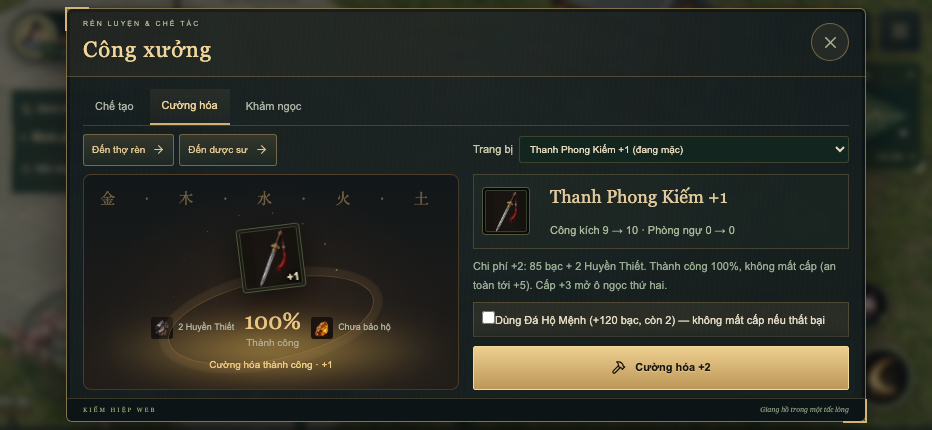 RÈN LUYỆN & CHẾ TÁC
Công xưởng
Chế tạo
Cường hóa
Khảm ngọc
Đến thợ rèn →
Đến dược sư →
金 · 木 · 水 · 火 · 土
+1
2 Huyền Thiết
100%
Chưa bảo hộ
Thành công
Cường hóa thành công · +1
Trang bị
Thanh Phong Kiếm +1 (đang mặc)
Thanh Phong Kiếm +1
Công kích 9 → 10 · Phòng ngự 0 → 0
Chi phí +2: 85 bạc + 2 Huyền Thiết. Thành công 100%, không mất cấp (an
toàn tới +5). Cấp +3 mở ô ngọc thứ hai.
Dùng Đá Hộ Mệnh (+120 bạc, còn 2) — không mất cấp nếu thất bại
Cường hóa +2
KIẾM HIỆP WEB
Giang hồ trong một tấc lòng